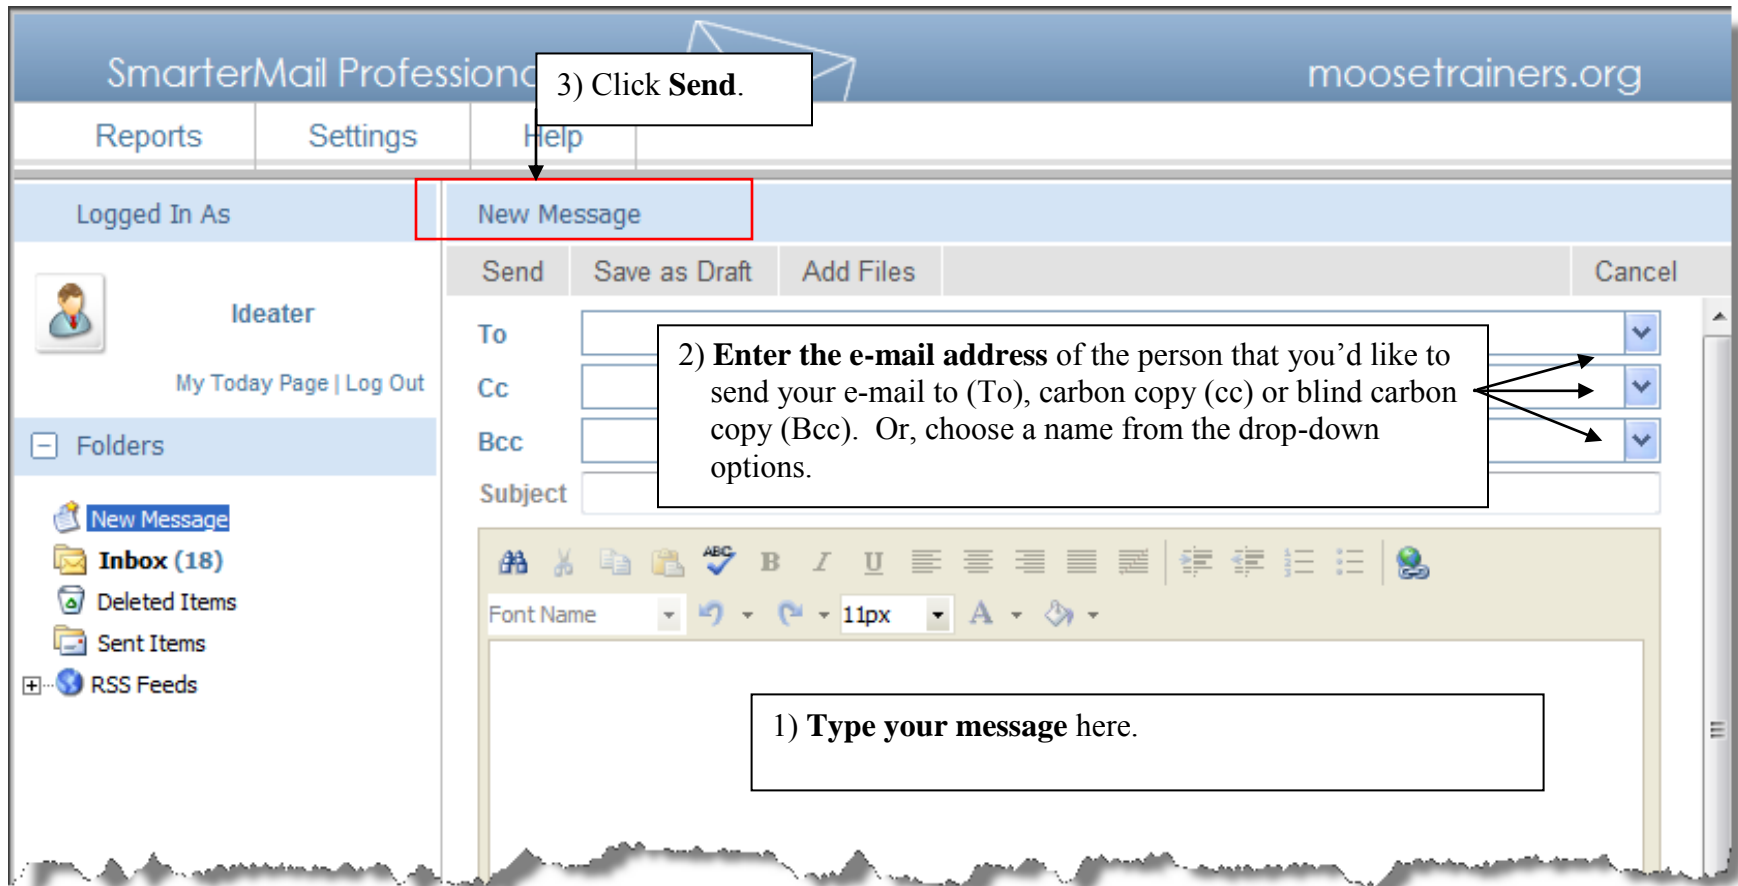 SmarterMail Profession
moosetrainers.org
3) Click Send.
Reports
Settings
Help
Logged In As
New Message
Send
Save as Draft
Add Files
Cancel
Ideater
My Today Page | Log Out
To
Cc
Bcc
Subject
2) Enter the e-mail address of the person that you’d like to
send your e-mail to (To), carbon copy (cc) or blind carbon
copy (Bcc).  Or, choose a name from the drop-down
options.
Folders
New Message
Inbox (18)
Deleted Items
Sent Items
RSS Feeds
ABC
B I U
Font Name
11px
A
1) Type your message here.